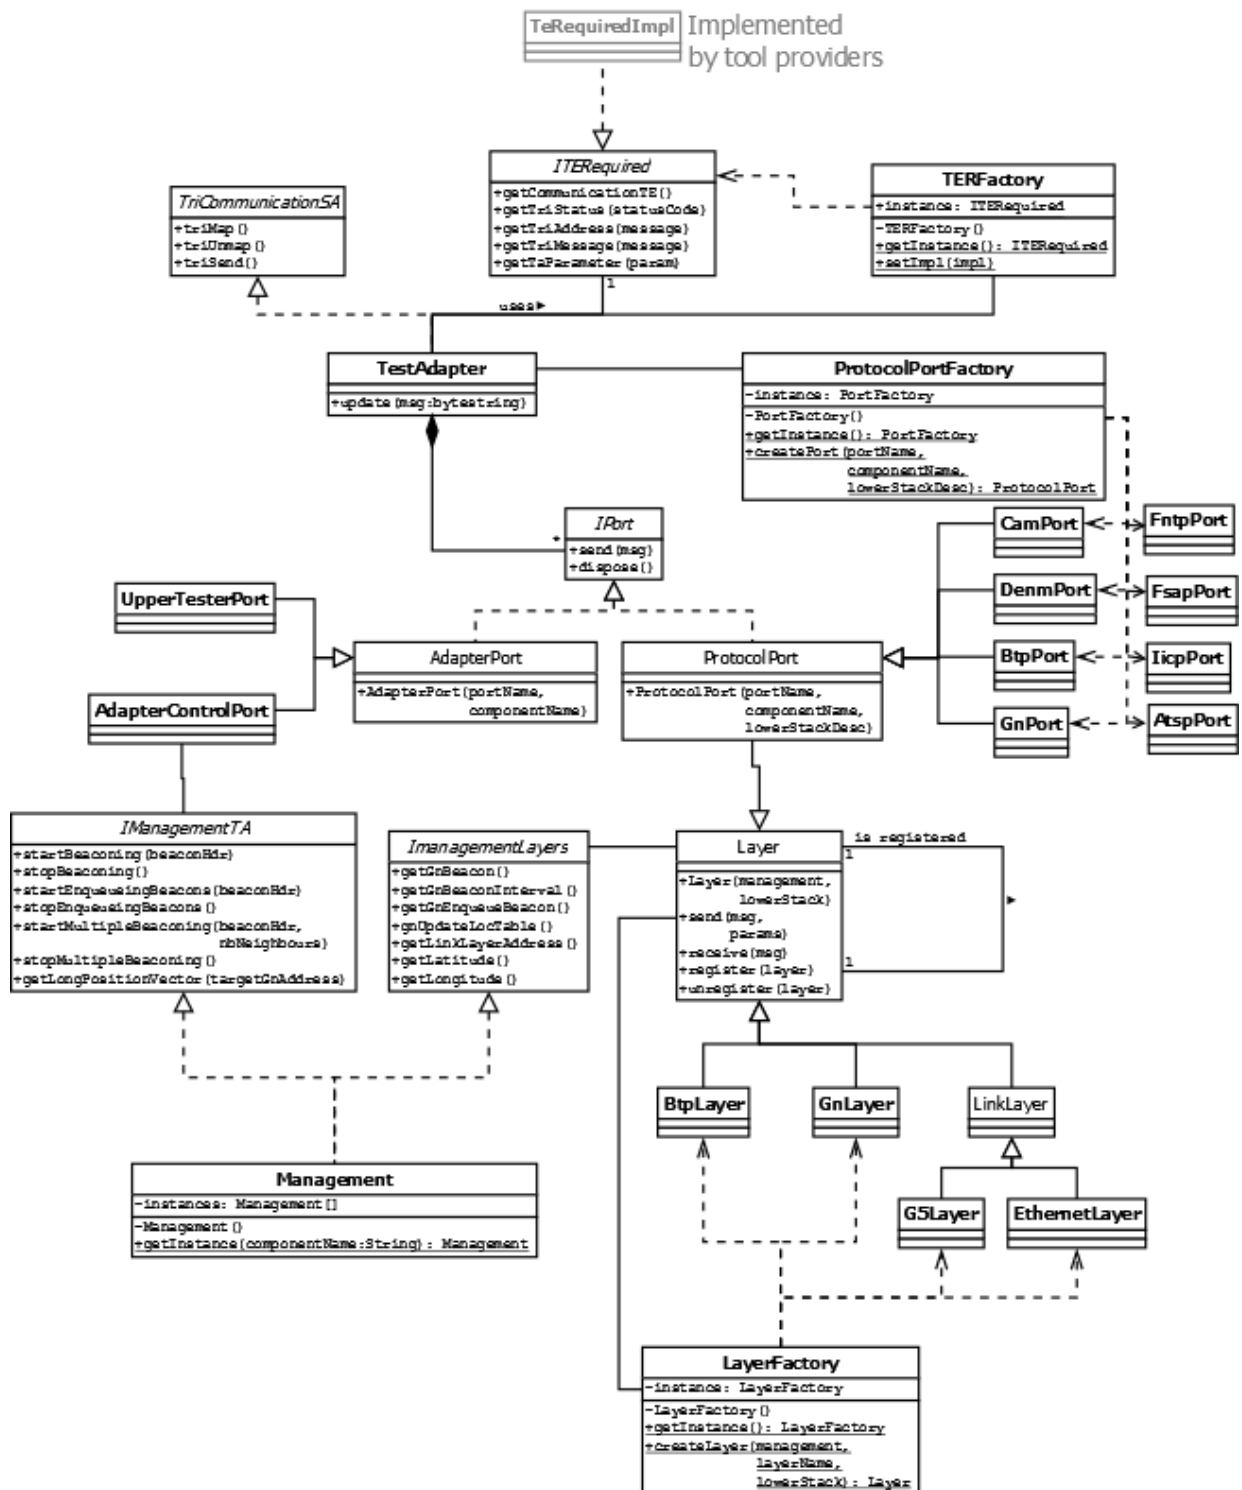 TeRequiredImpl
Implemented
by tool providers
ITERequired
+getCommunicationTE()
+getTriStatus(statusCode)
+getTriAddress(message)
+getTriMessage(message)
+getTaParameter(param)
1
TERFactory
+instance: ITERequired
-TERFactory()
+getInstance(): ITERequired
+setImpl(impl)
TriCommunicationSA
+triMap()
+triUnmap()
+triSend()
uses
TestAdapter
+update(msg:bytestring)
ProtocolPortFactory
-instance: PortFactory
-PortFactory()
+getInstance(): PortFactory
+createPort(portName,
componentName,
lowerStackDesc): ProtocolPort
*
IPort
+send(msg)
+dispose()
CamPort
FntpPort
DenmPort
FsapPort
BtpPort
IicpPort
GnPort
AtspPort
UpperTesterPort
AdapterControlPort
AdapterPort
+AdapterPort(portName,
componentName)
ProtocolPort
+ProtocolPort(portName,
componentName,
lowerStackDesc)
IManagementTA
+startBeaconing(beaconHdr)
+stopBeaconing()
+startEnqueueingBeacons(beaconHdr)
+stopEnqueueingBeacons()
+startMultipleBeaconing(beaconHdr,
nbNeighbours)
+stopMultipleBeaconing()
+getLongPositionVector(targetGnAddress)
ImanagementLayers
+getGnBeacon()
+getGnBeaconInterval()
+getGnEnqueueBeacon()
+gnUpdateLocTable()
+getLinkLayerAddress()
+getLatitude()
+getLongitude()
Layer
+Layer(management,
lowerStack)
+send(msg,
params)
+receive(msg)
+register(layer)
+unregister(layer)
is registered
1
1
BtpLayer
GnLayer
LinkLayer
G5Layer
EthernetLayer
Management
-instances: Management[]
-Management()
+getInstance(componentName:String): Management
LayerFactory
-instance: LayerFactory
-LayerFactory()
+getInstance(): LayerFactory
+createLayer(management,
layerName,
lowerStack): Layer